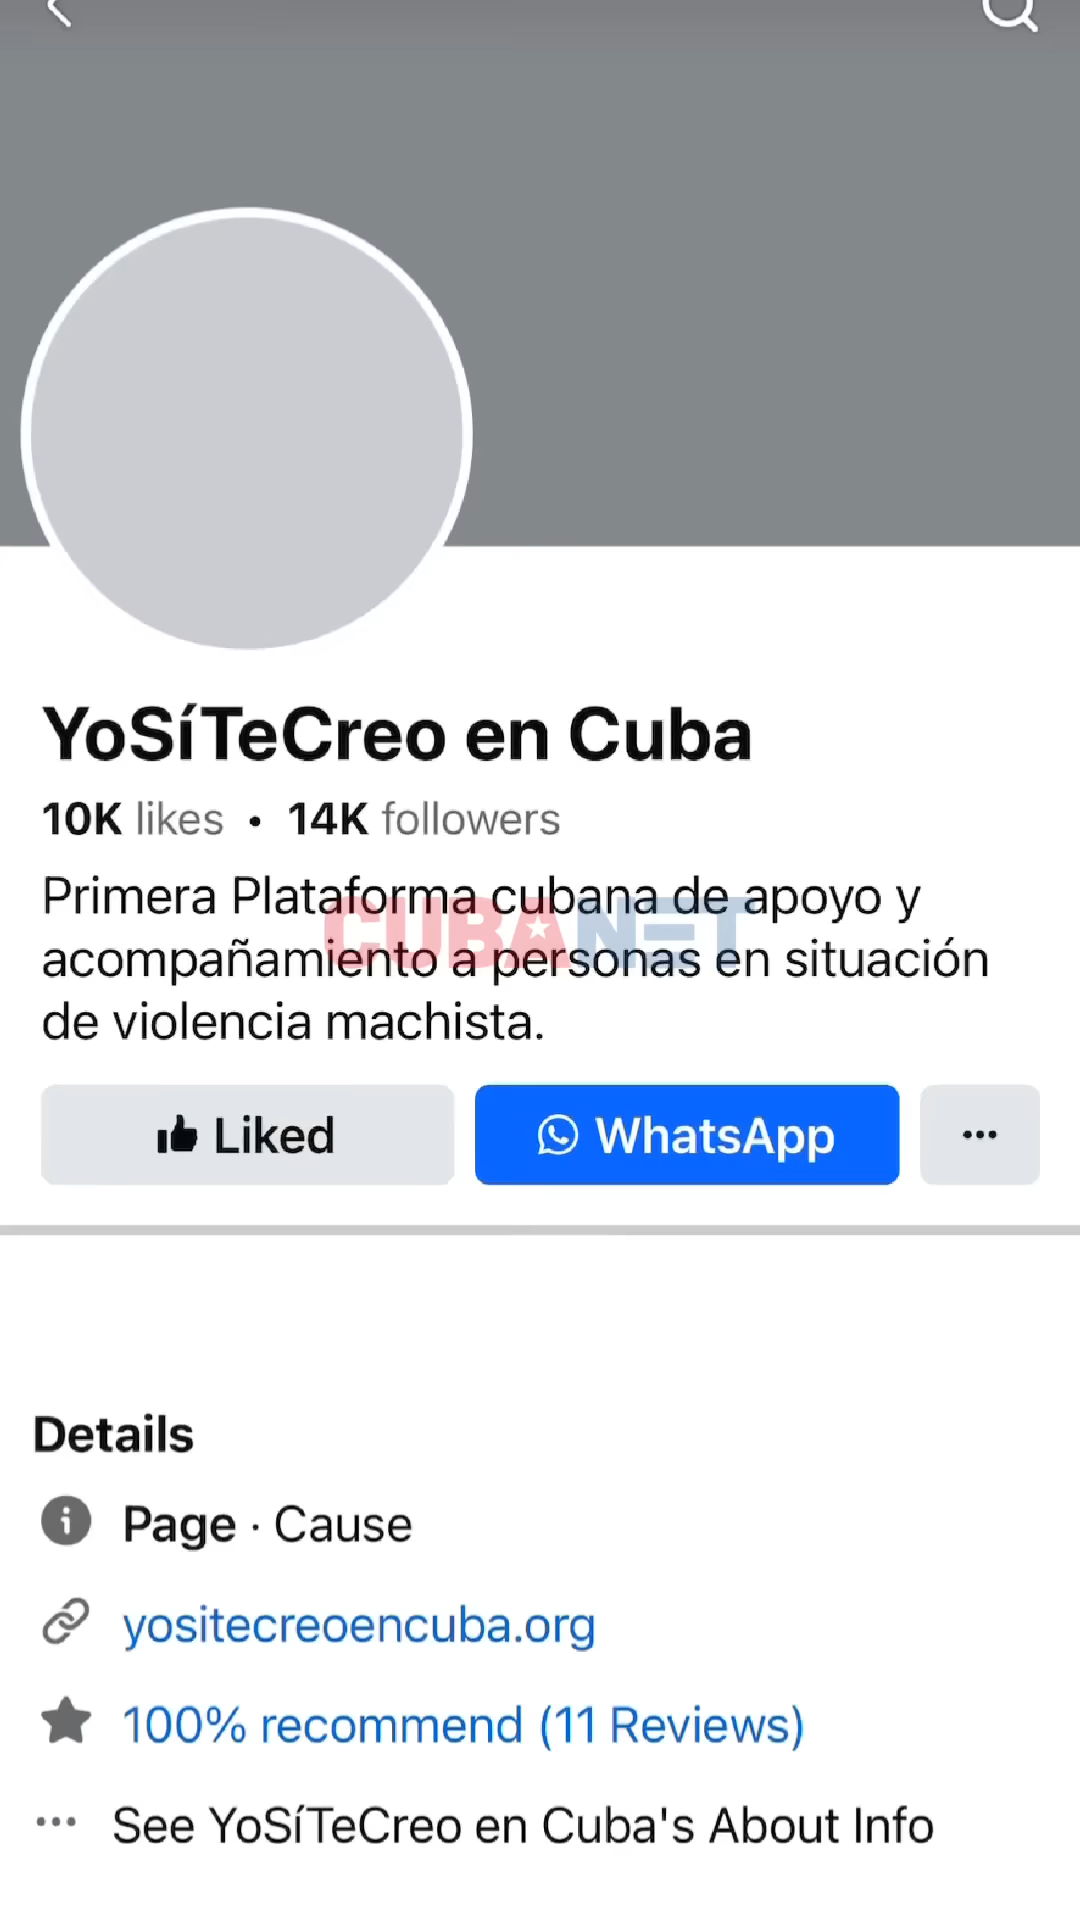 YoSíTeCreo en Cuba
10K likes • 14K followers
Primera Plataforma cubana de apoyo y
CUBANET
acompañamiento a personas en situación
de violencia machista.
Liked
WhatsApp
Details
Page · Cause
yositecreoencuba.org
100% recommend (11 Reviews)
See YoSíTeCreo en Cuba's About Info